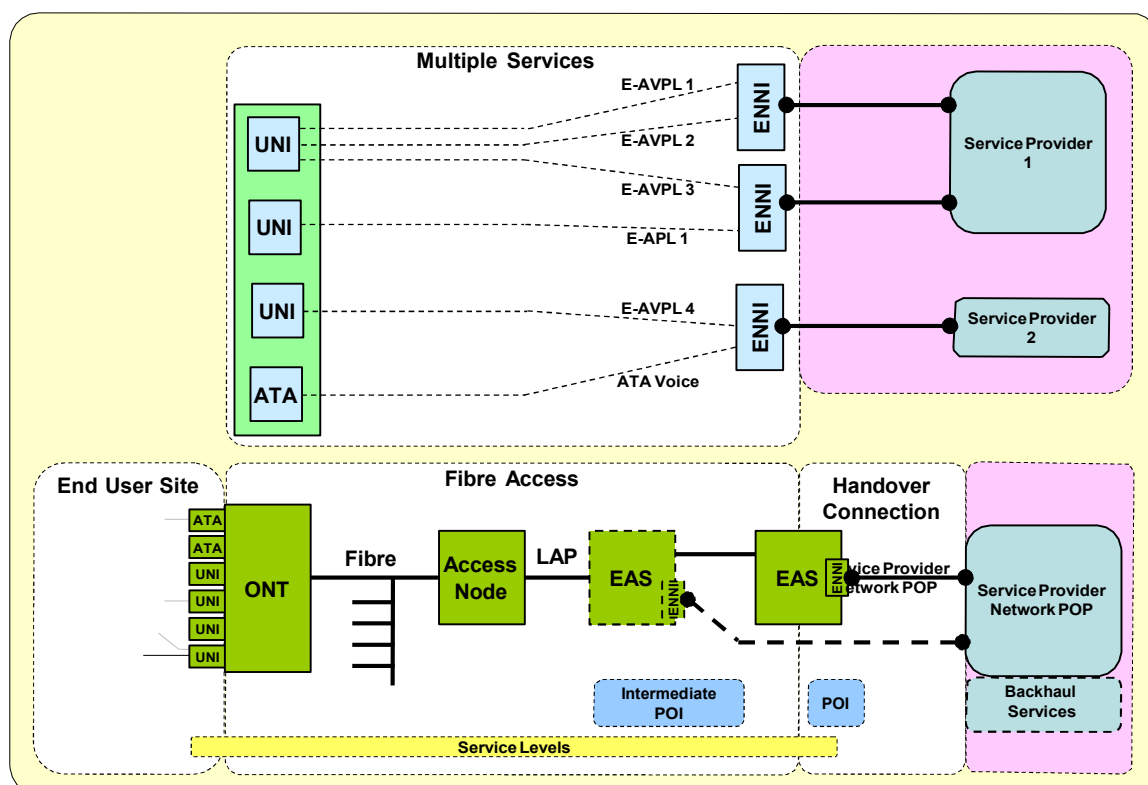 Multiple Services
E-AVPL 1
E-AVPL 2
E-AVPL 3
E-APL 1
E-AVPL 4
ATA Voice
UNI
UNI
UNI
ATA
ENNI
ENNI
ENNI
Service Provider
1
Service Provider
2
End User Site
Fibre Access
Handover
Connection
ATA
ATA
UNI
UNI
UNI
UNI
ONT
Fibre
Access
Node
LAP
EAS
ENNI
EAS
ENNI
vice Provider
Network POP
Service Provider
Network POP
Intermediate
POI
POI
Backhaul
Services
Service Levels